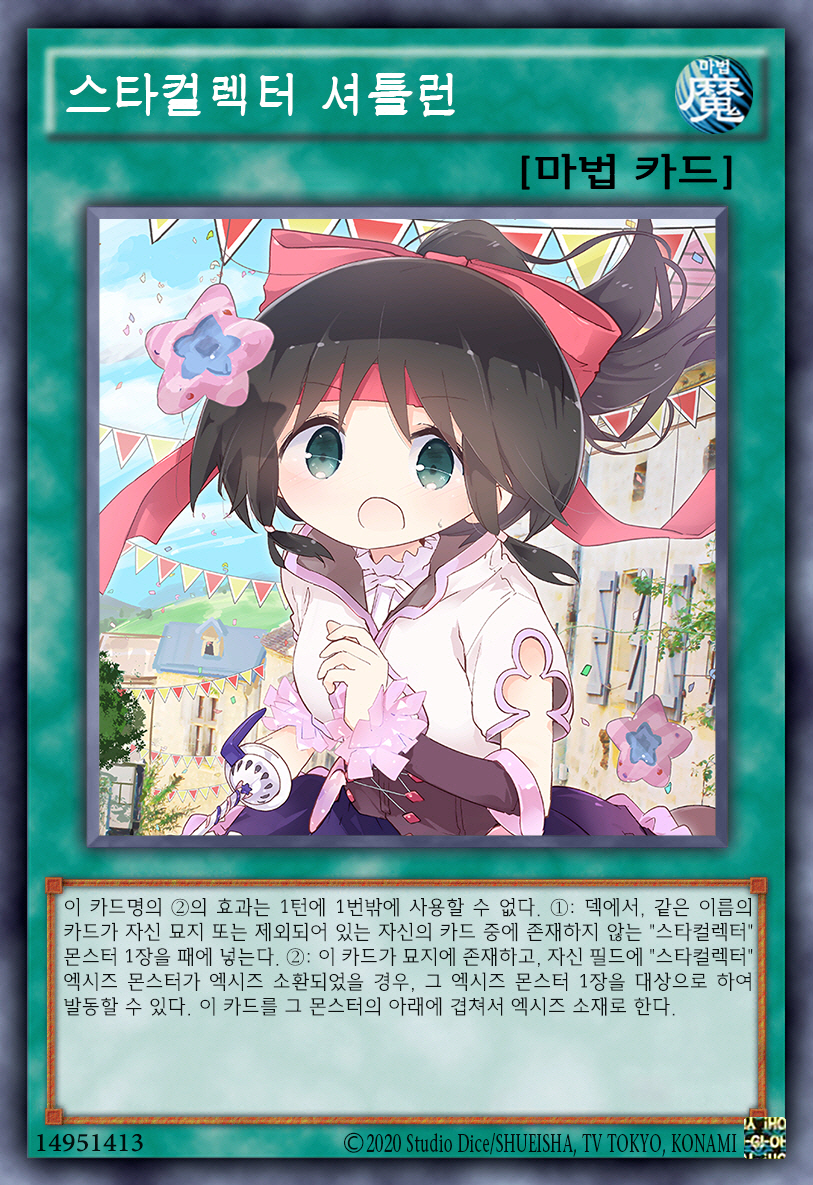 스타컬렉터 셔틀런
마법
魔
[마법 카드]
이 카드명의 ②의 효과는 1턴에 1번밖에 사용할 수 없다. ①: 덱에서, 같은 이름의
카드가 자신 묘지 또는 제외되어 있는 자신의 카드 중에 존재하지 않는 "스타컬렉터"
몬스터 1장을 패에 넣는다. ②: 이 카드가 묘지에 존재하고, 자신 필드에 "스타컬렉터"
엑시즈 몬스터가 엑시즈 소환되었을 경우, 그 엑시즈 몬스터 1장을 대상으로 하여
발동할 수 있다. 이 카드를 그 몬스터의 아래에 겹쳐서 엑시즈 소재로 한다.
14951413 ©2020 Studio Dice/SHUEISHA, TV TOKYO, KONAMI